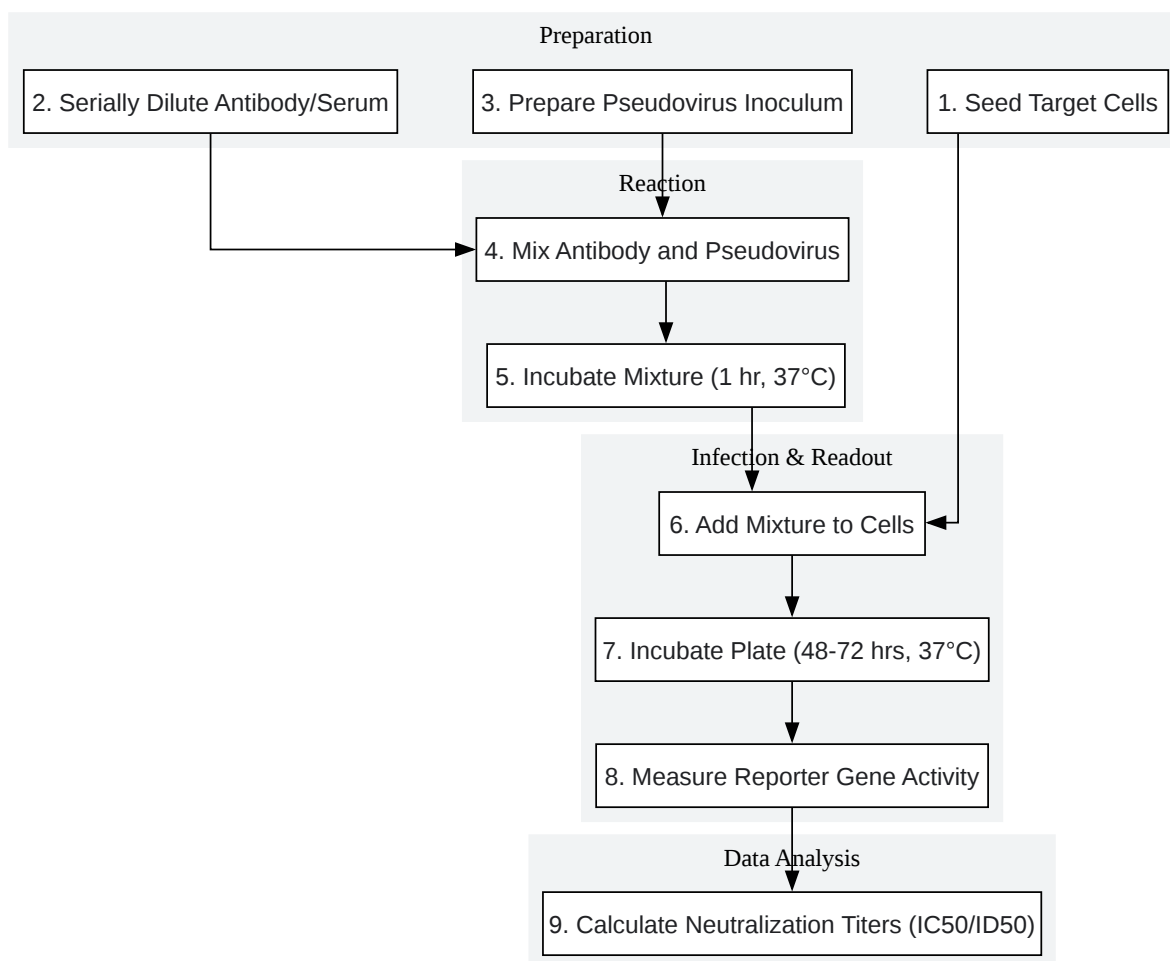 Preparation
2. Serially Dilute Antibody/Serum
3. Prepare Pseudovirus Inoculum
1. Seed Target Cells
Reaction
4. Mix Antibody and Pseudovirus
5. Incubate Mixture (1 hr, 37°C)
Infection & Readout
6. Add Mixture to Cells
7. Incubate Plate (48-72 hrs, 37°C)
8. Measure Reporter Gene Activity
Data Analysis
9. Calculate Neutralization Titers (IC50/ID50)